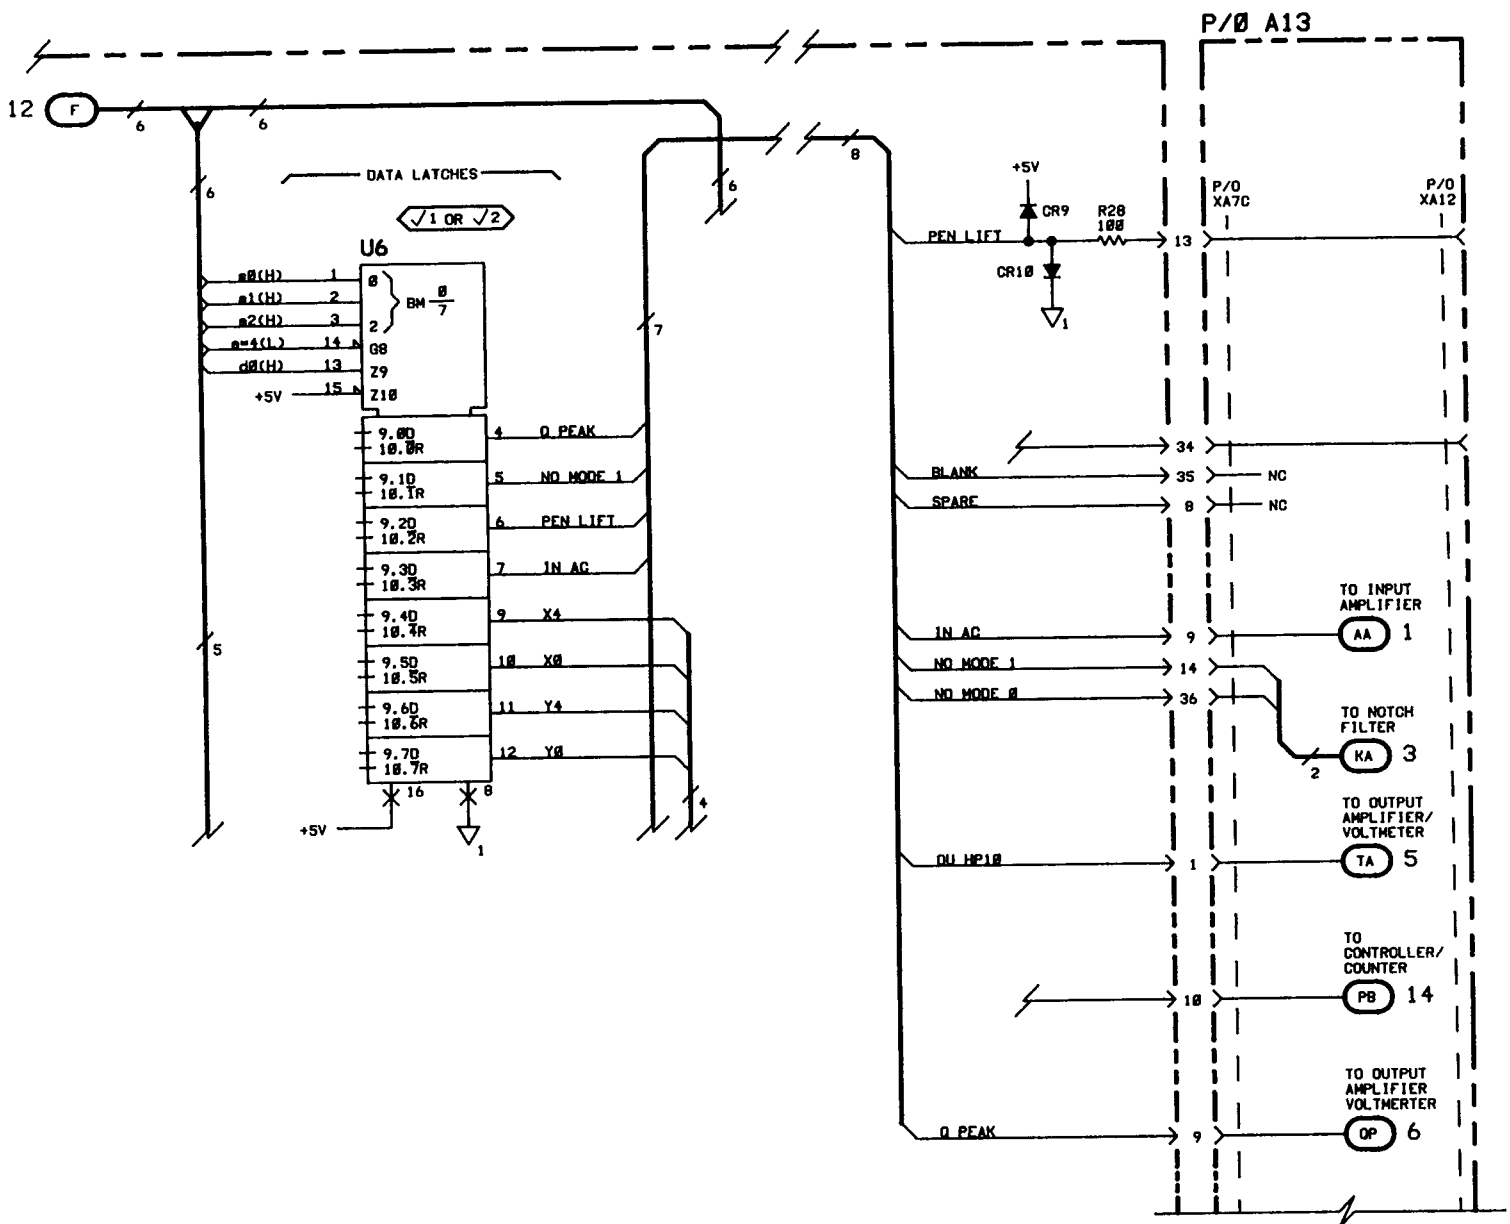 P/Ø A13
12 F
6
6
6
6
8
DATA LATCHES
√1 OR √2
+5V
CR9
R28
100
P/O
XA7C
P/O
XA12
PEN LIFT
13
CR10
1
U6
a0(H) 1 Ø
a1(H) 2
BM Ø/7
a2(H) 3 2
a=4(L) 14 G8
d0(H) 13 Z9
+5V 15 Z10
7
9.0D
10.0R
4 Q PEAK
9.1D
10.1R
5 NO MODE 1
9.2D
10.2R
6 PEN LIFT
9.3D
10.3R
7 IN AC
9.4D
10.4R
9 X4
9.5D
10.5R
10 X0
9.6D
10.6R
11 Y4
9.7D
10.7R
12 Y0
16
8
+5V
1
5
4
34
BLANK 35 NC
SPARE 8 NC
TO INPUT
AMPLIFIER
IN AC 9 AA 1
NO MODE 1 14
NO MODE 0 36
TO NOTCH
FILTER
2 KA 3
TO OUTPUT
AMPLIFIER/
VOLTMETER
OU HP10 1 TA 5
TO
CONTROLLER/
COUNTER
10 PB 14
TO OUTPUT
AMPLIFIER
VOLTMERTER
Q PEAK 9 OP 6